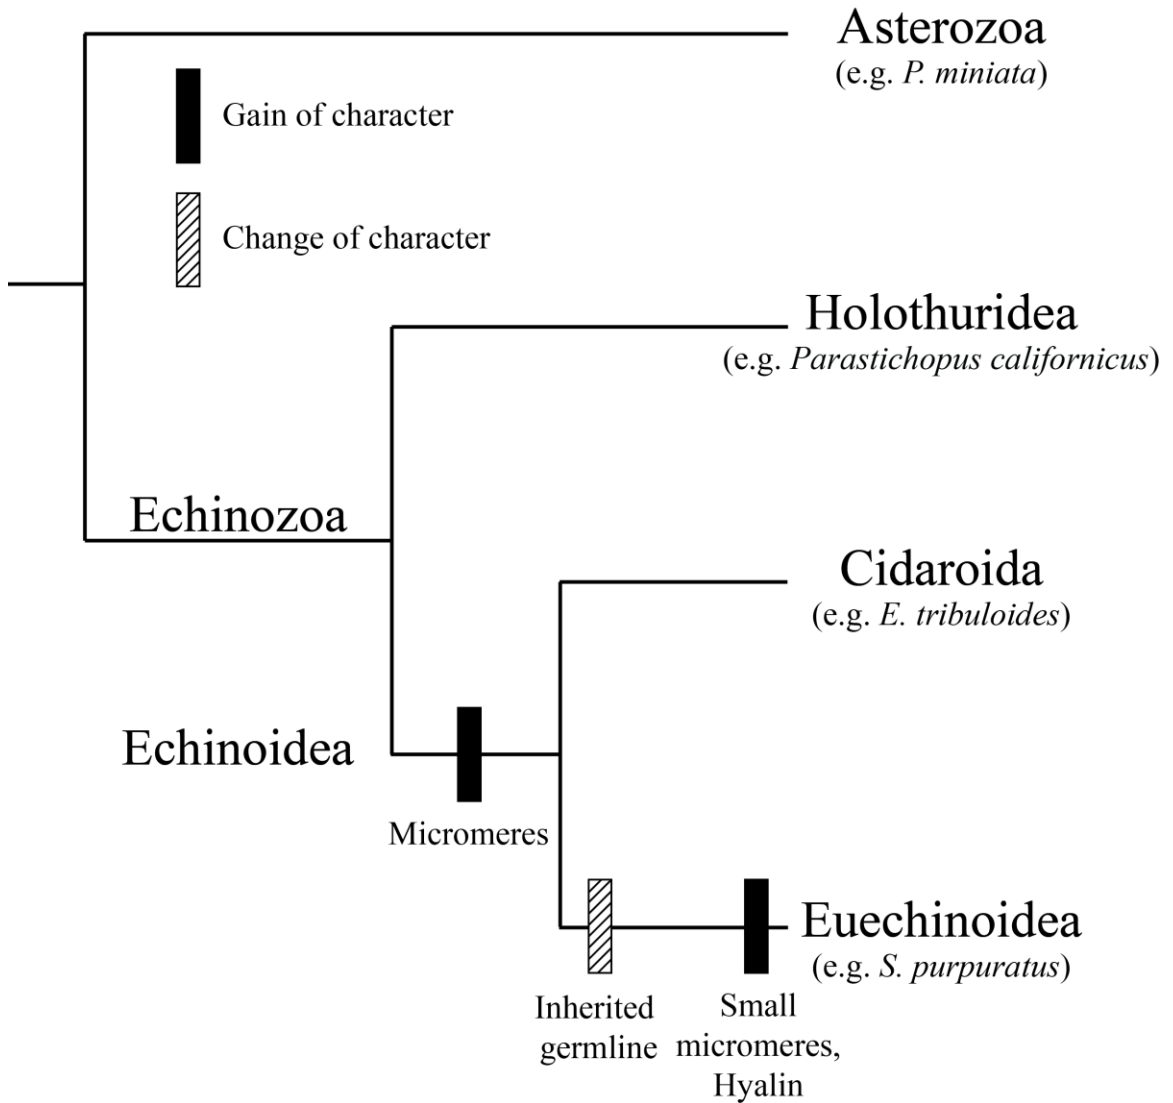 Asterozoa
(e.g. P. miniata)
Gain of character
Change of character
Holothuridea
(e.g. Parastichopus californicus)
Echinozoa
Cidaroida
(e.g. E. tribuloides)
Echinoidea
Micromeres
Euechinoidea
(e.g. S. purpuratus)
Inherited
germline
Small
micromeres,
Hyalin